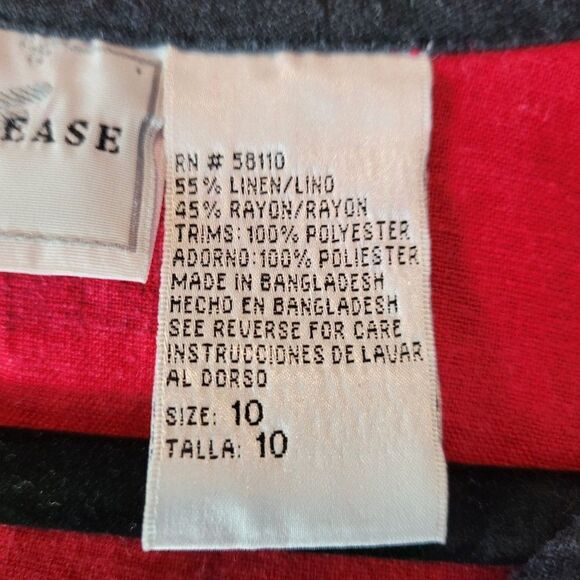 EASE
RN # 58110
55% LINEN/LINO
45% RAYON/RAYON
TRIMS: 100% POLYESTER
ADORNO: 100% POLIESTER
MADE IN BANGLADESH
HECHO EN BANGLADESH
SEE REVERSE FOR CARE
INSTRUCCIONES DE LAVAR
AL DORSO
SIZE: 10
TALLA: 10